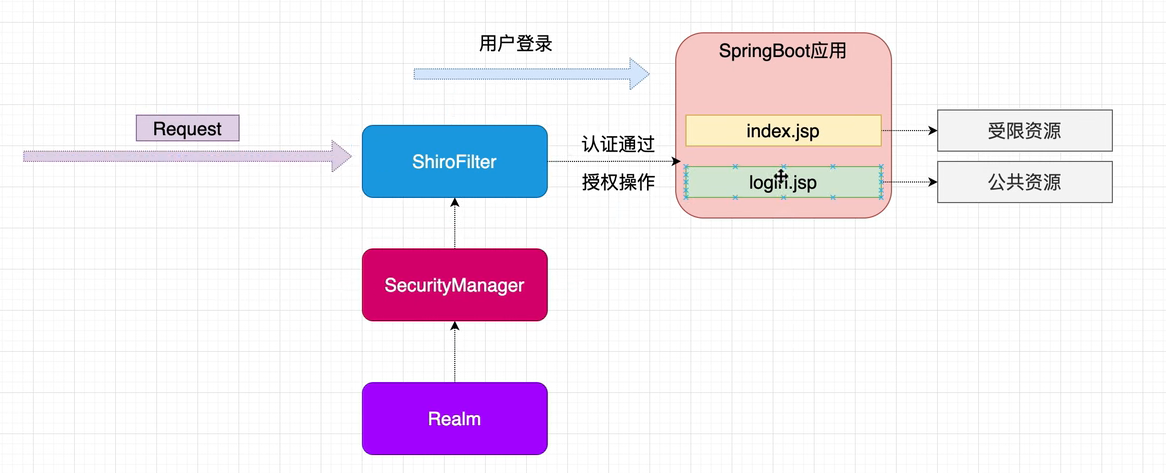 用户登录
SpringBoot应用
Request
index.jsp
受限资源
ShiroFilter
认证通过
授权操作
login.jsp
公共资源
SecurityManager
Realm